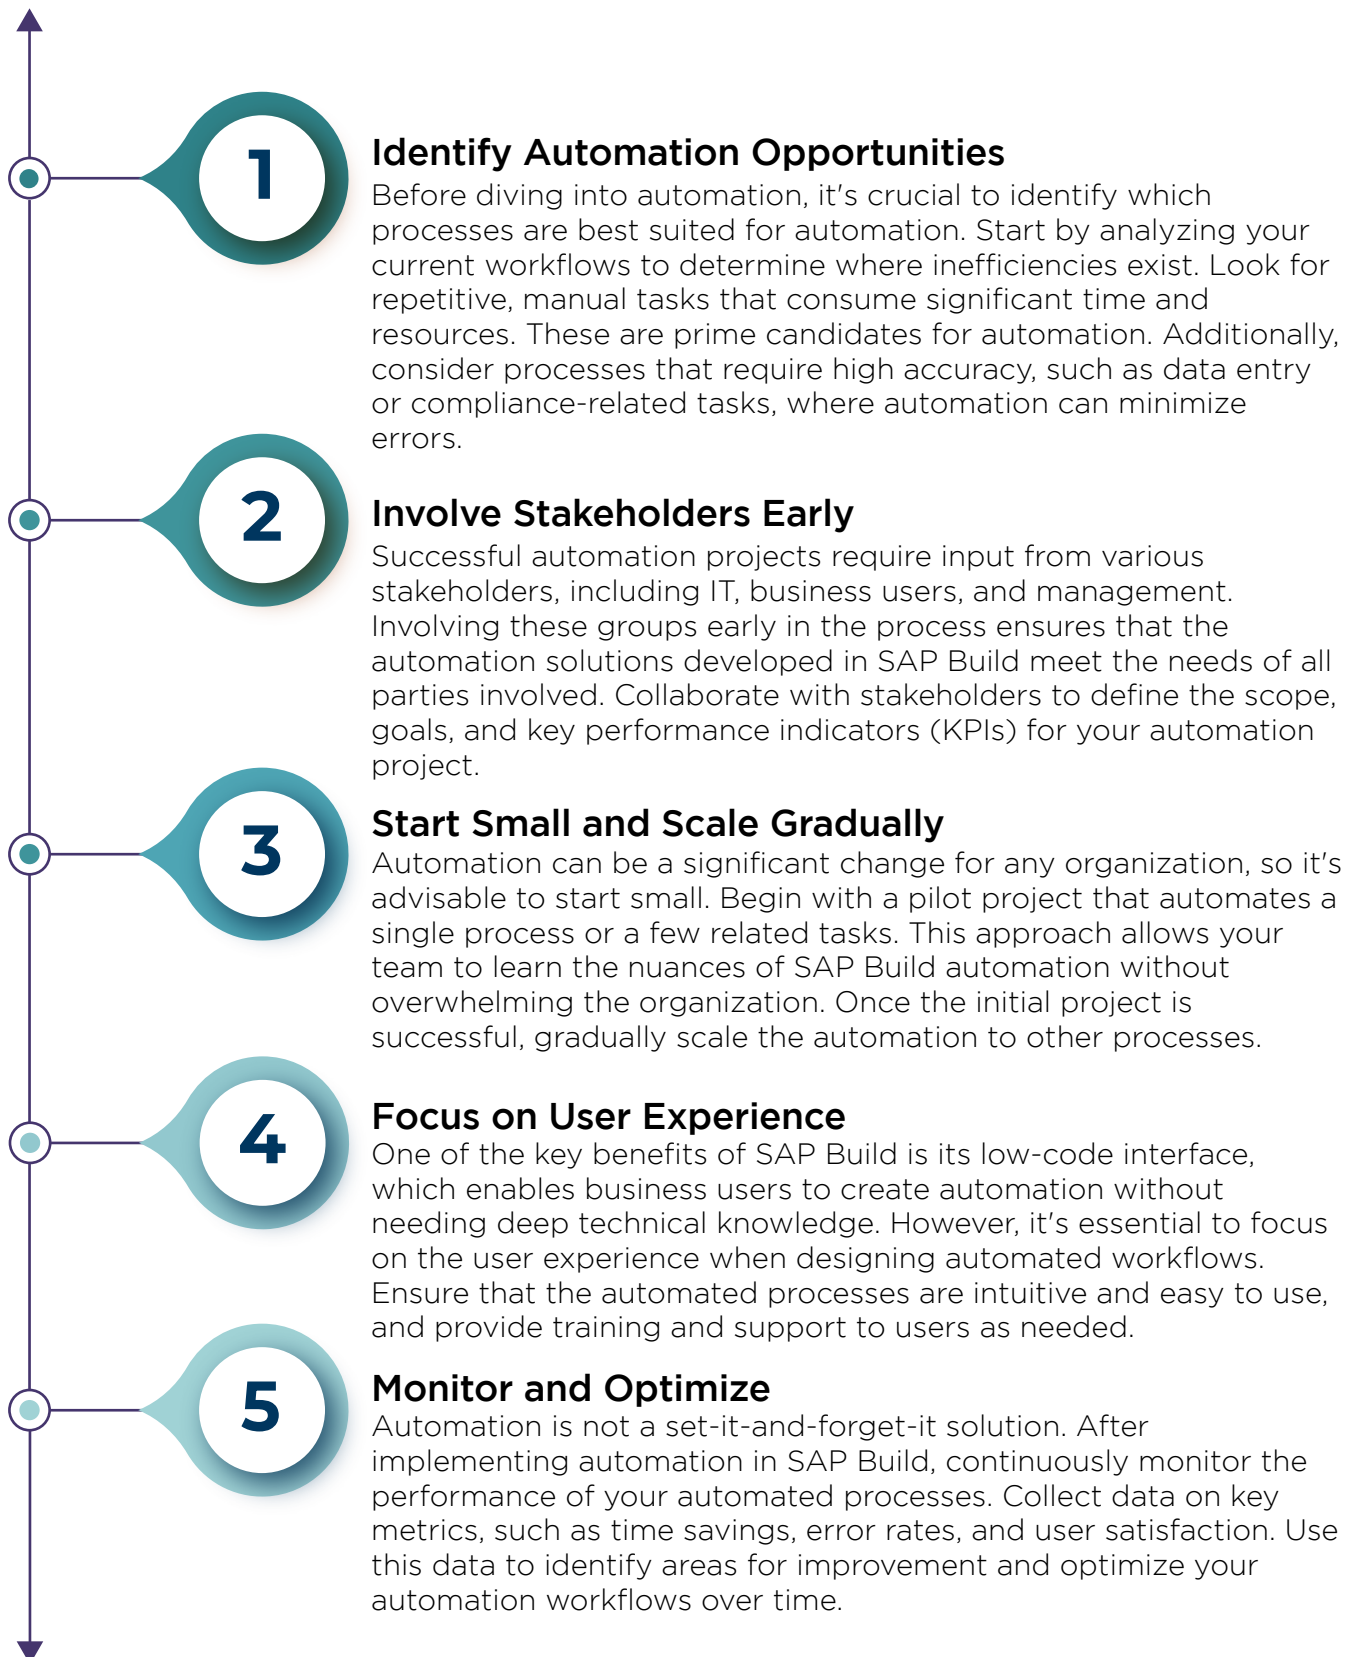 1
Identify Automation Opportunities
Before diving into automation, it's crucial to identify which
processes are best suited for automation. Start by analyzing your
current workflows to determine where inefficiencies exist. Look for
repetitive, manual tasks that consume significant time and
resources. These are prime candidates for automation. Additionally,
consider processes that require high accuracy, such as data entry
or compliance-related tasks, where automation can minimize
errors.
2
Involve Stakeholders Early
Successful automation projects require input from various
stakeholders, including IT, business users, and management.
Involving these groups early in the process ensures that the
automation solutions developed in SAP Build meet the needs of all
parties involved. Collaborate with stakeholders to define the scope,
goals, and key performance indicators (KPIs) for your automation
project.
3
Start Small and Scale Gradually
Automation can be a significant change for any organization, so it's
advisable to start small. Begin with a pilot project that automates a
single process or a few related tasks. This approach allows your
team to learn the nuances of SAP Build automation without
overwhelming the organization. Once the initial project is
successful, gradually scale the automation to other processes.
4
Focus on User Experience
One of the key benefits of SAP Build is its low-code interface,
which enables business users to create automation without
needing deep technical knowledge. However, it's essential to focus
on the user experience when designing automated workflows.
Ensure that the automated processes are intuitive and easy to use,
and provide training and support to users as needed.
5
Monitor and Optimize
Automation is not a set-it-and-forget-it solution. After
implementing automation in SAP Build, continuously monitor the
performance of your automated processes. Collect data on key
metrics, such as time savings, error rates, and user satisfaction. Use
this data to identify areas for improvement and optimize your
automation workflows over time.